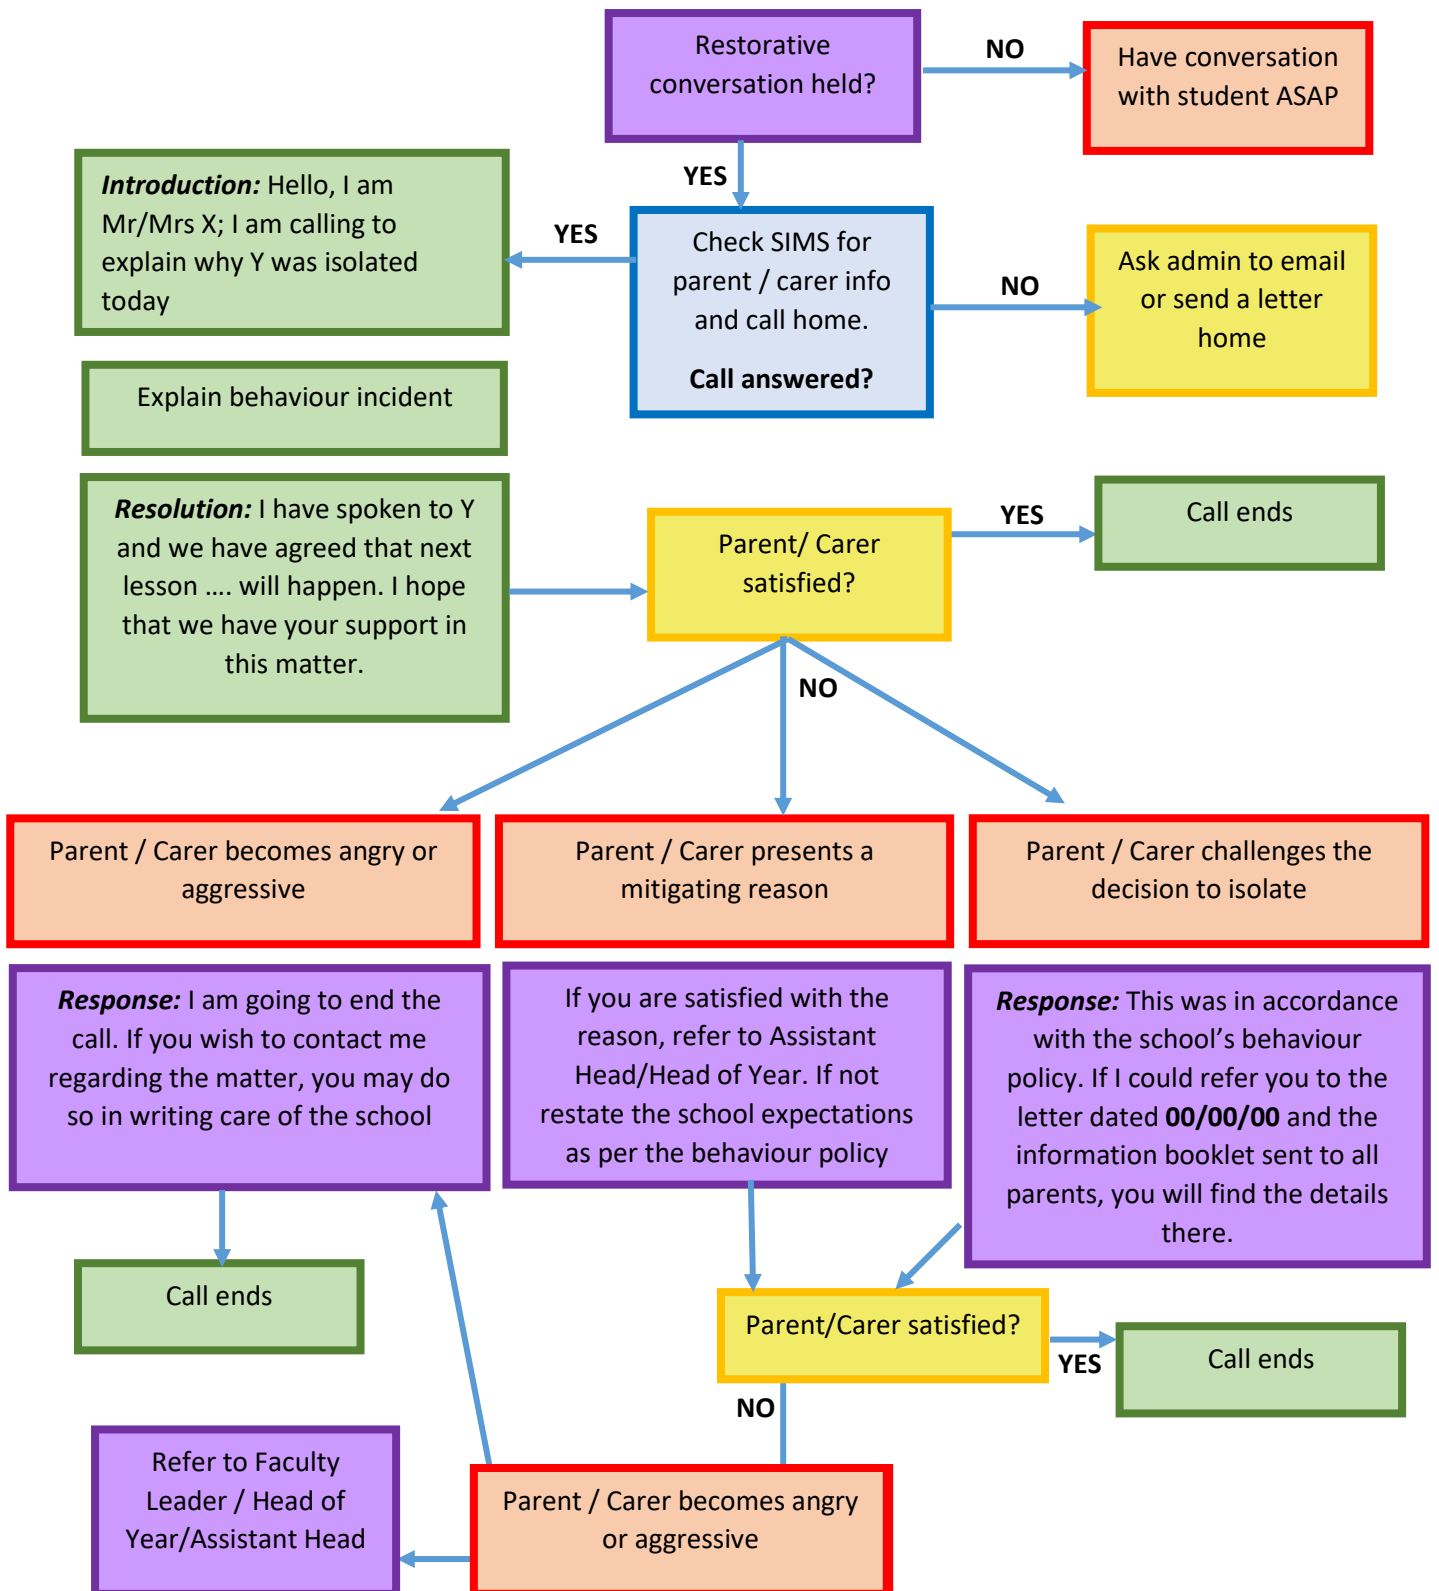 Restorative
conversation held?
NO
Have conversation
with student ASAP
YES
Introduction: Hello, I am
Mr/Mrs X; I am calling to
explain why Y was isolated
today
YES
Check SIMS for
parent / carer info
and call home.
Call answered?
NO
Ask admin to email
or send a letter
home
Explain behaviour incident
Resolution: I have spoken to Y
and we have agreed that next
lesson .... will happen. I hope
that we have your support in
this matter.
Parent/ Carer
satisfied?
YES
Call ends
NO
Parent / Carer becomes angry or
aggressive
Parent / Carer presents a
mitigating reason
Parent / Carer challenges the
decision to isolate
Response: I am going to end the
call. If you wish to contact me
regarding the matter, you may do
so in writing care of the school
If you are satisfied with the
reason, refer to Assistant
Head/Head of Year. If not
restate the school expectations
as per the behaviour policy
Response: This was in accordance
with the school's behaviour
policy. If I could refer you to the
letter dated 00/00/00 and the
information booklet sent to all
parents, you will find the details
there.
Call ends
Parent/Carer satisfied?
YES
Call ends
NO
Refer to Faculty
Leader / Head of
Year/Assistant Head
Parent / Carer becomes angry
or aggressive